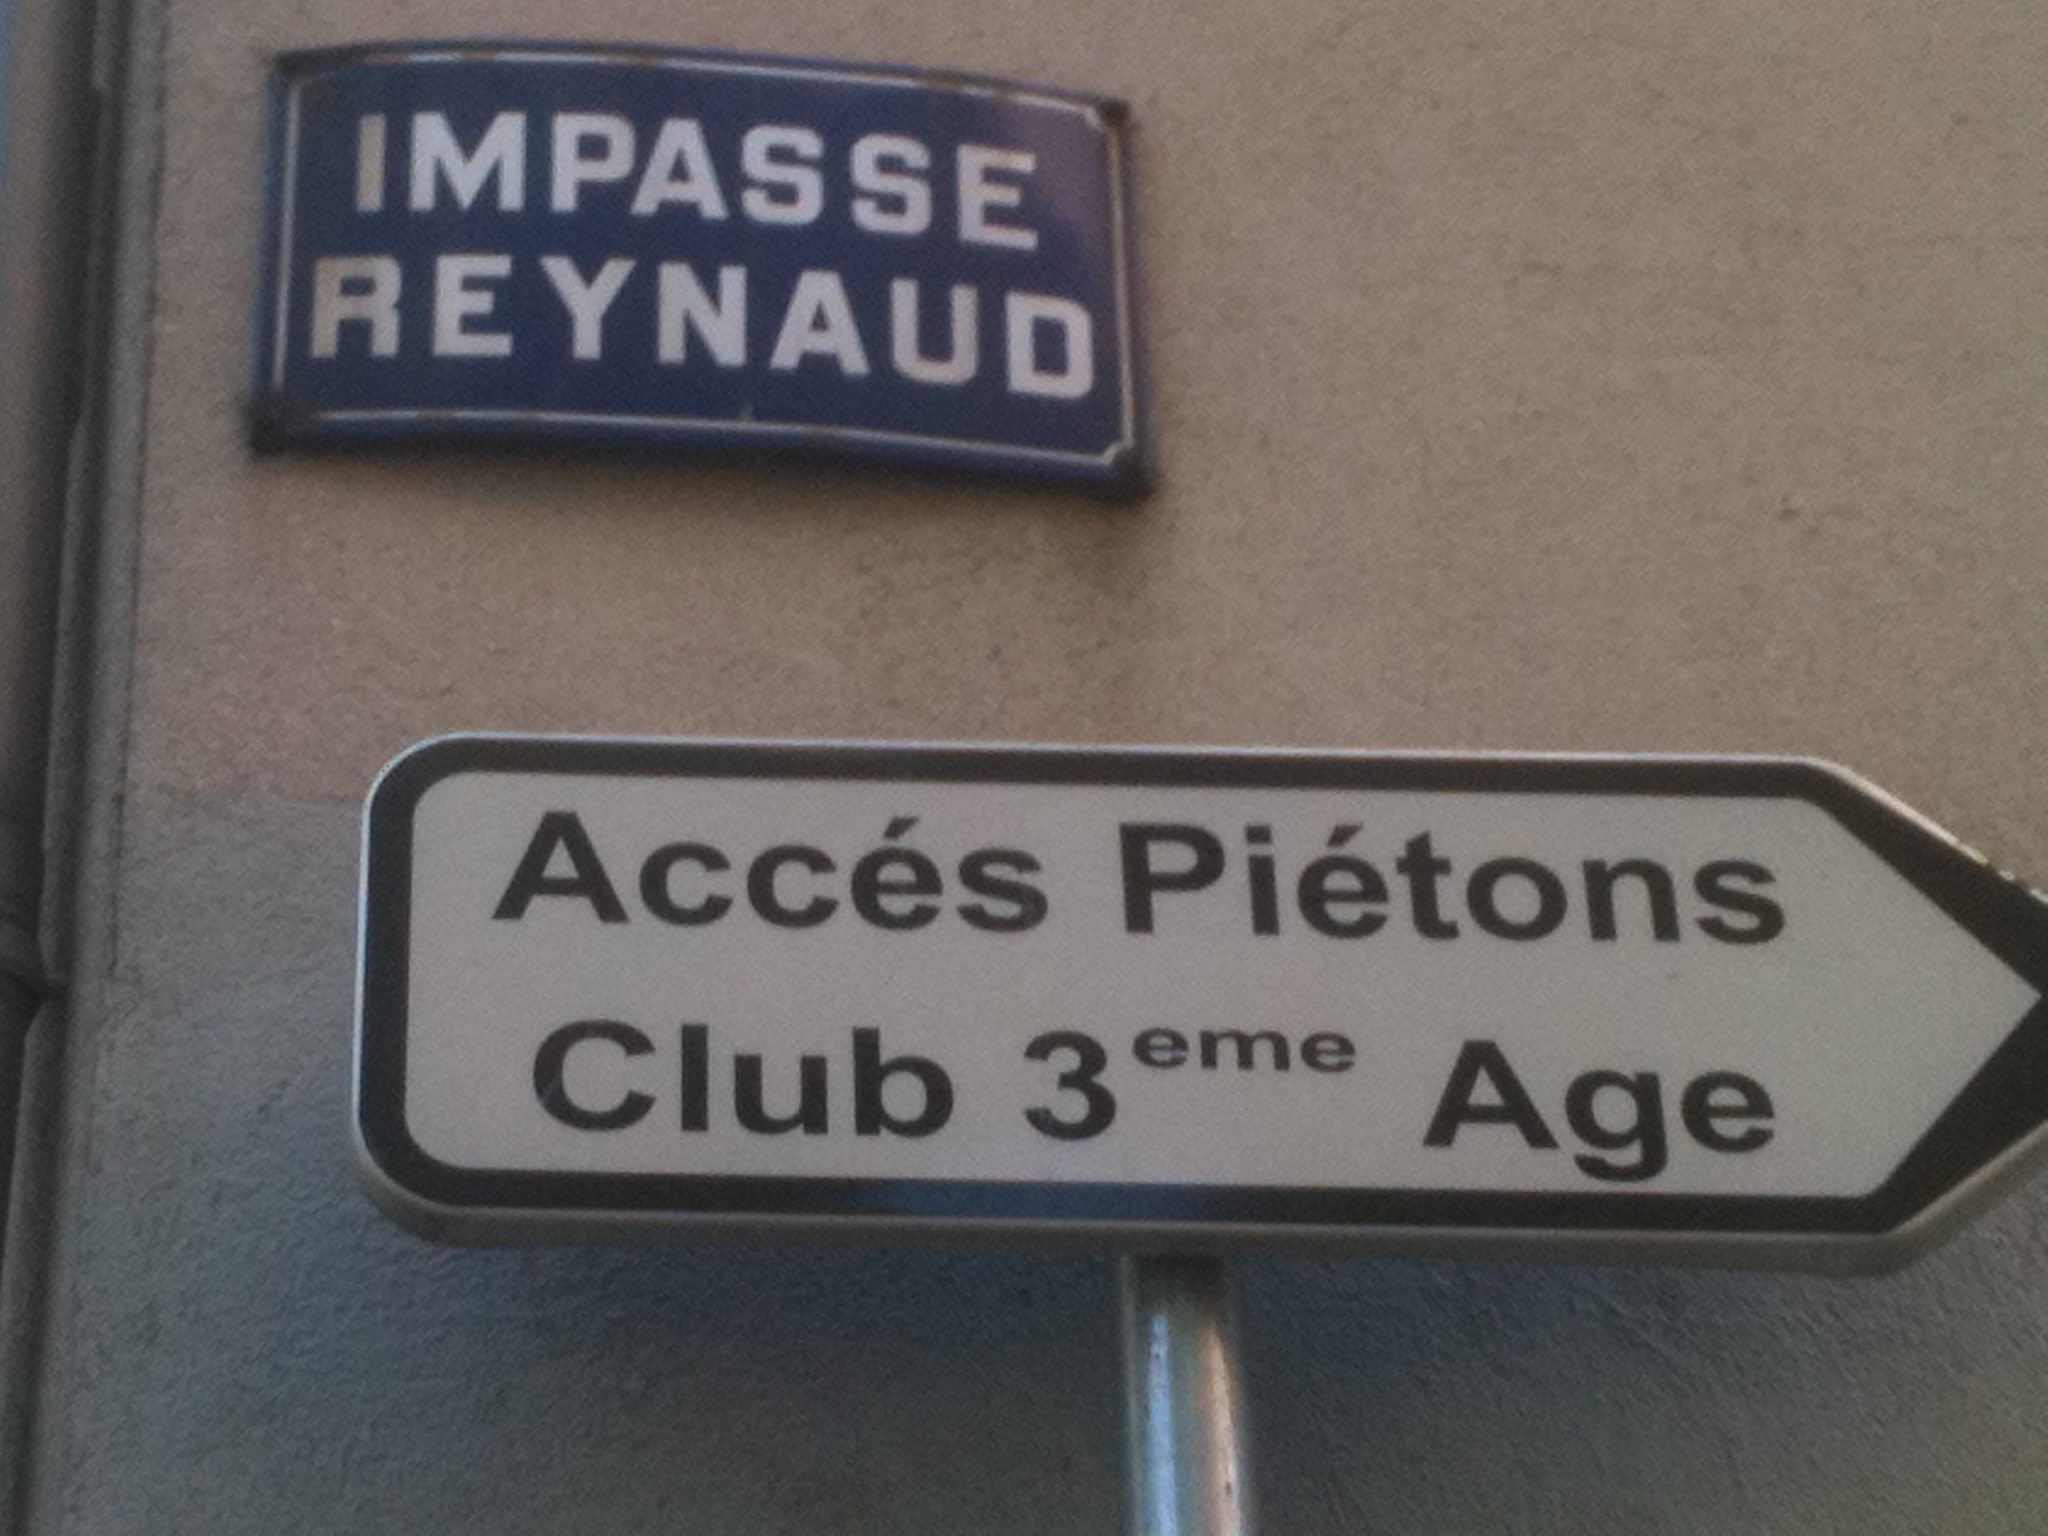 IMPASSE
REYNAUD
Accés Piétons
Club 3eme Age